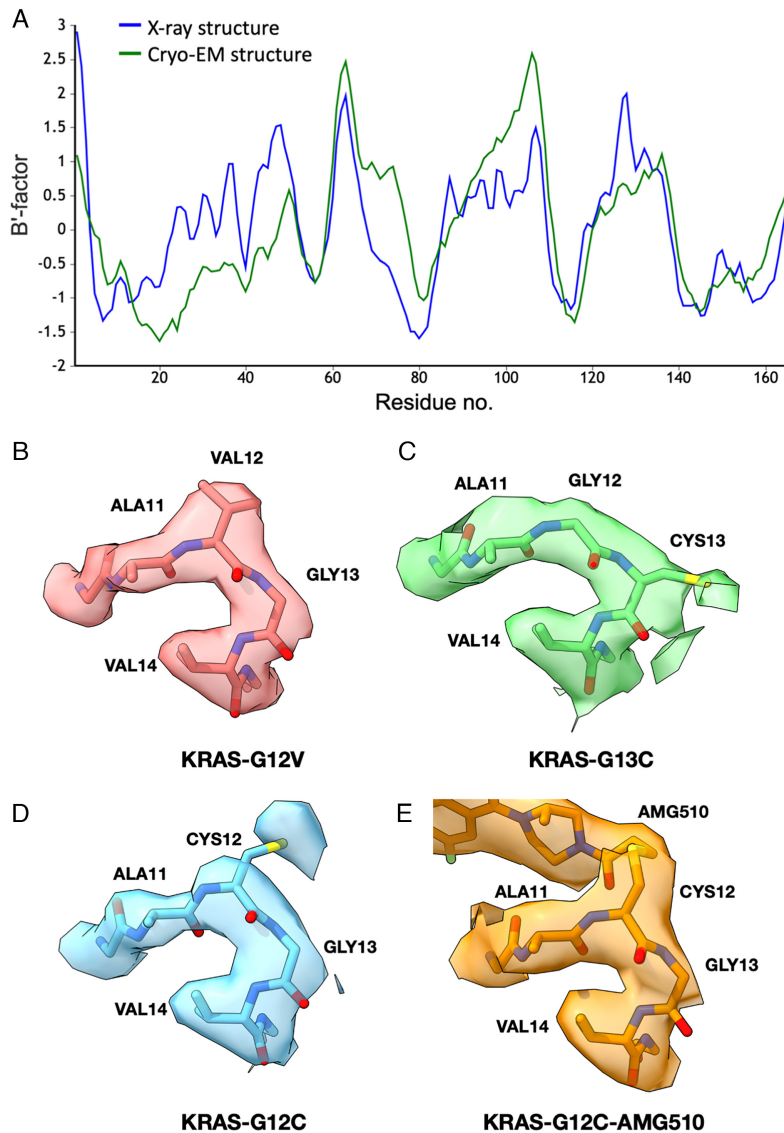 A
X-ray structure
Cryo-EM structure
3
2.5
2
1.5
1
0.5
0
-0.5
-1
-1.5
-2
B'-factor
20
40
60
80
100
120
140
160
Residue no.
B
VAL12
ALA11
GLY13
VAL14
KRAS-G12V
C
ALA11
GLY12
CYS13
VAL14
KRAS-G13C
D
CYS12
ALA11
GLY13
VAL14
KRAS-G12C
E
AMG510
ALA11
CYS12
GLY13
VAL14
KRAS-G12C-AMG510